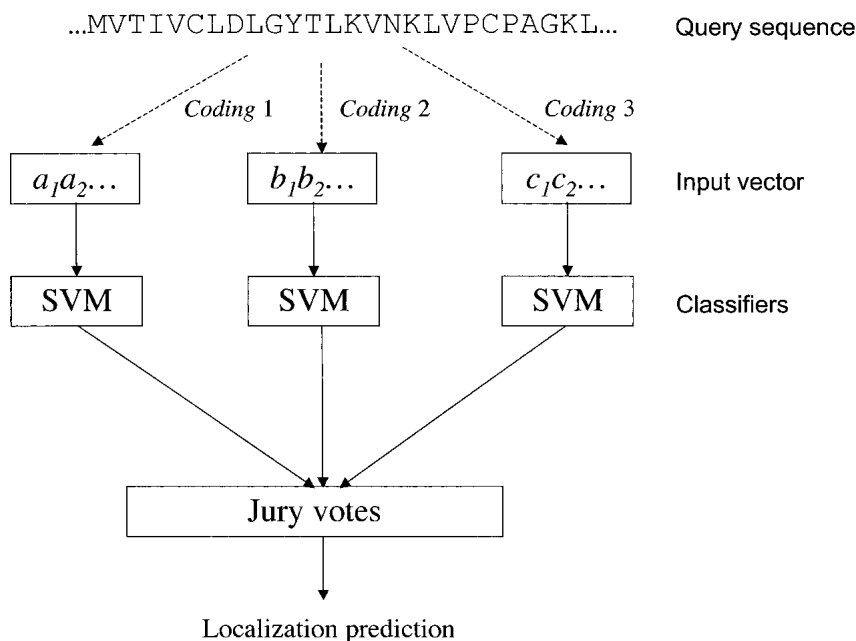 ...MVTIVCLDLGYTLKVNKLVPCPAGKL... Query sequence
Coding 1 Coding 2 Coding 3
a₁a₂... b₁b₂... c₁c₂... Input vector
SVM SVM SVM Classifiers
Jury votes
Localization prediction